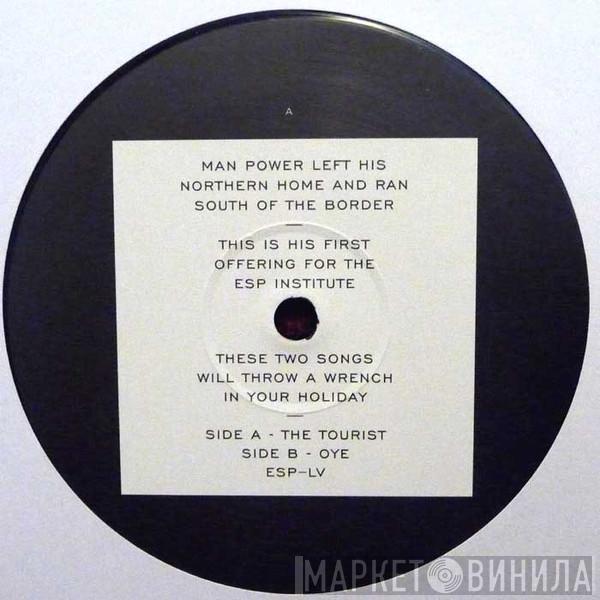 A
MAN POWER LEFT HIS
NORTHERN HOME AND RAN
SOUTH OF THE BORDER
—
THIS IS HIS FIRST
OFFERING FOR THE
ESP INSTITUTE
THESE TWO SONGS
WILL THROW A WRENCH
IN YOUR HOLIDAY
—
SIDE A - THE TOURIST
SIDE B - OYE
ESP—LV
МАРКЕТ ВИНИЛА